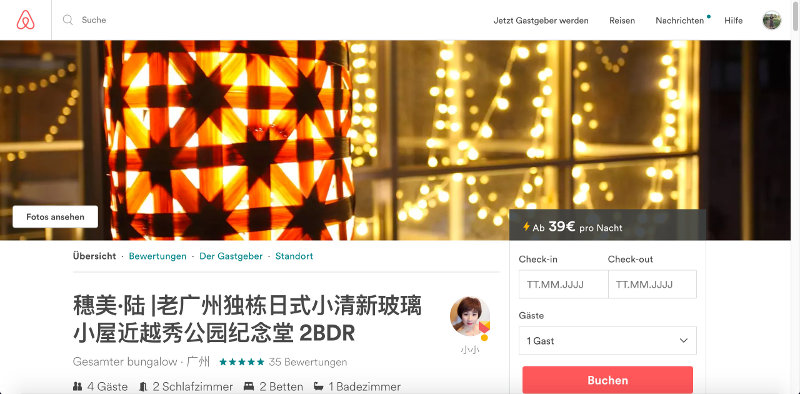 Suche
Jetzt Gastgeber werden Reisen Nachrichten Hilfe
Fotos ansehen
Ab 39€ pro Nacht
Übersicht · Bewertungen · Der Gastgeber · Standort
Check-in Check-out
TT.MM.JJJJ TT.MM.JJJJ
穗美·陆 |老广州独栋日式小清新玻璃
小屋近越秀公园纪念堂 2BDR
小小
Gäste
1 Gast
Gesamter bungalow · 广州 35 Bewertungen
4 Gäste 2 Schlafzimmer 2 Betten 1 Badezimmer
Buchen